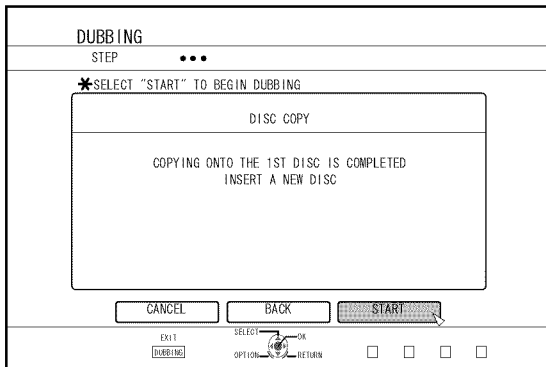 DUBBING
STEP ●●●
✱SELECT "START" TO BEGIN DUBBING
DISC COPY
COPYING ONTO THE 1ST DISC IS COMPLETED
INSERT A NEW DISC
CANCEL BACK START
EXIT
DUBBING
SELECT OK
OPTION RETURN